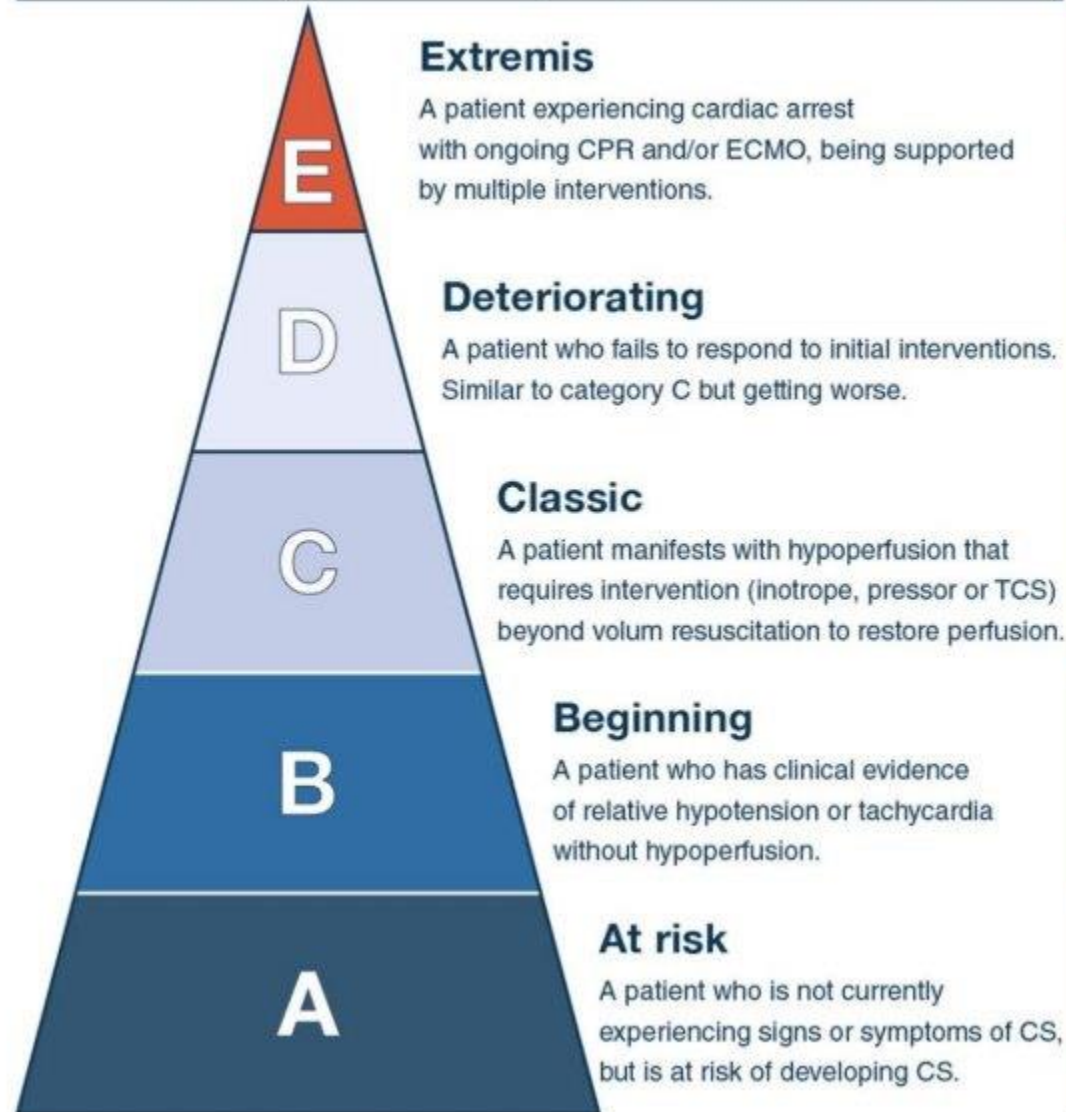 E
Extremis
A patient experiencing cardiac arrest
with ongoing CPR and/or ECMO, being supported
by multiple interventions.
D
Deteriorating
A patient who fails to respond to initial interventions.
Similar to category C but getting worse.
C
Classic
A patient manifests with hypoperfusion that
requires intervention (inotrope, pressor or TCS)
beyond volum resuscitation to restore perfusion.
B
Beginning
A patient who has clinical evidence
of relative hypotension or tachycardia
without hypoperfusion.
A
At risk
A patient who is not currently
experiencing signs or symptoms of CS,
but is at risk of developing CS.